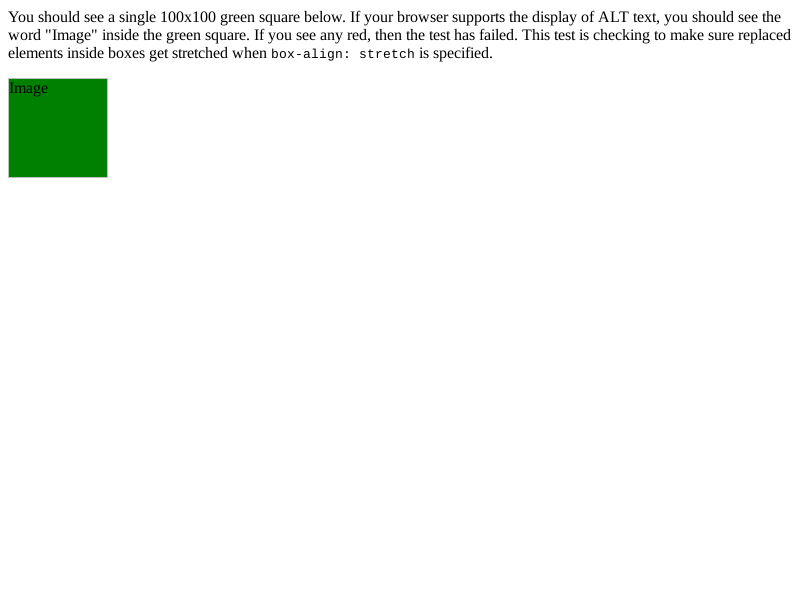 You should see a single 100x100 green square below. If your browser supports the display of ALT text, you should see the
word "Image" inside the green square. If you see any red, then the test has failed. This test is checking to make sure replaced
elements inside boxes get stretched when box-align: stretch is specified.
Image